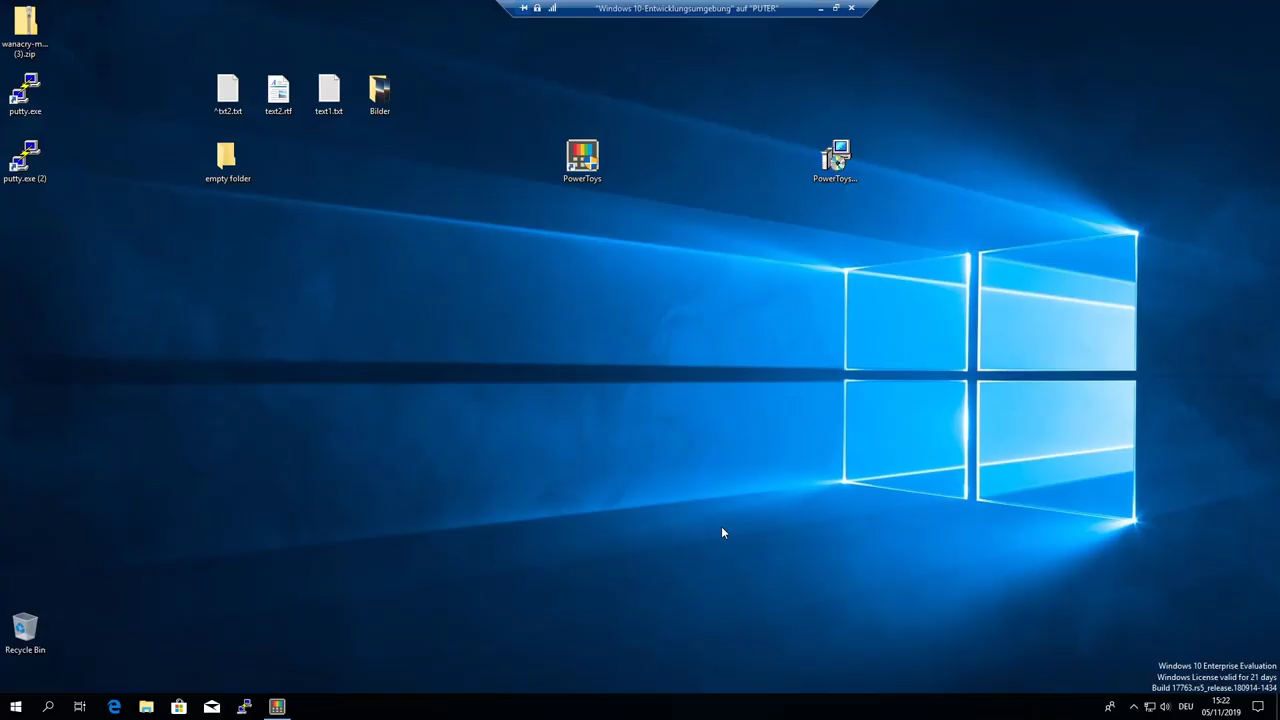 "Windows 10-Entwicklungsumgebung" auf "PUTER"
wanacry-m...
(3).zip
putty.exe
^txt2.txt
text2.rtf
text1.txt
Bilder
putty.exe (2)
empty folder
PowerToys
PowerToys...
Recycle Bin
Windows 10 Enterprise Evaluation
Windows License valid for 21 days
Build 17763.rs5_release.180914-1434
DEU
15:22
05/11/2019